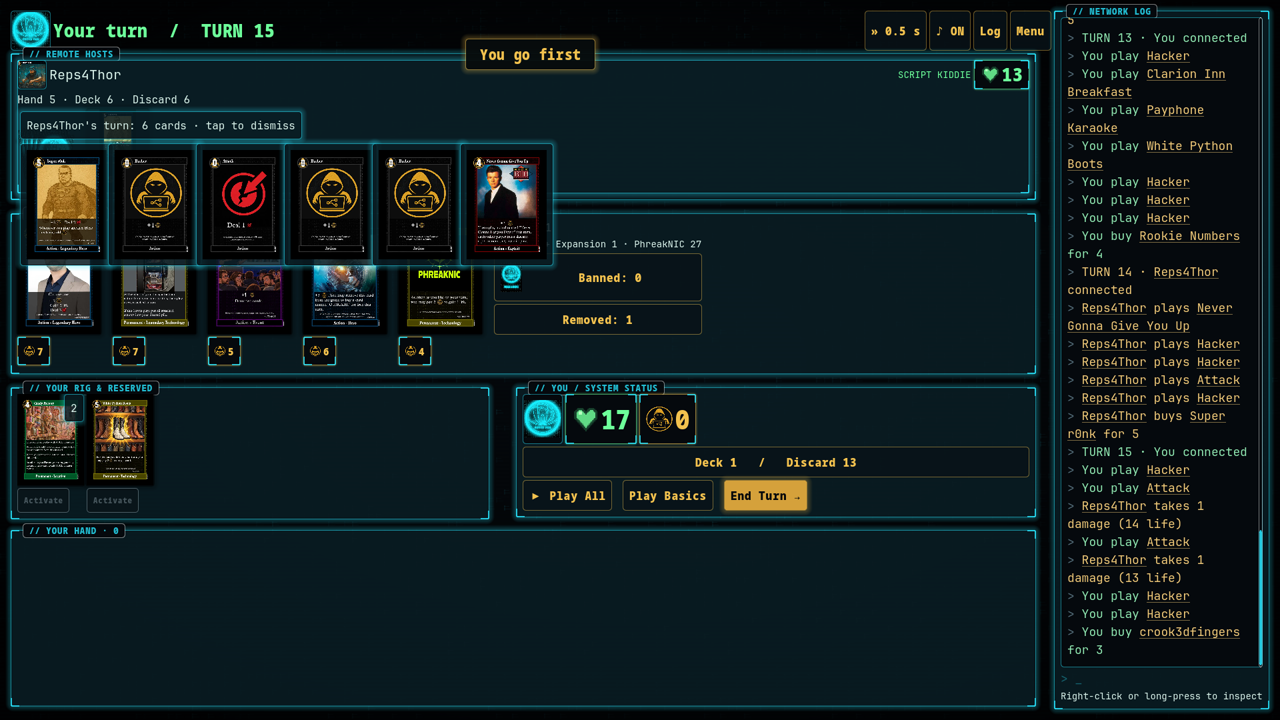 Your turn / TURN 15
» 0.5 s
♪ ON
Log
Menu
You go first
// REMOTE HOSTS
Reps4Thor
SCRIPT KIDDIE
13
Hand 5 · Deck 6 · Discard 6
Reps4Thor's turn: 6 cards · tap to dismiss
Hacker
Attack
Hacker
Hacker
Never Gonna Give You Up
Expansion 1 · PhreakNIC 27
Banned: 0
Removed: 1
PHREAKNIC
7
7
5
6
4
// YOUR RIG & RESERVED
2
Activate
Activate
// YOU / SYSTEM STATUS
17
0
Deck 1 / Discard 13
► Play All
Play Basics
End Turn →
// YOUR HAND · 0
// NETWORK LOG
> TURN 13 · You connected
> You play Hacker
> You play Clarion Inn
Breakfast
> You play Payphone
Karaoke
> You play White Python
Boots
> You play Hacker
> You play Hacker
> You play Hacker
> You buy Rookie Numbers
for 4
> TURN 14 · Reps4Thor
connected
> Reps4Thor plays Never
Gonna Give You Up
> Reps4Thor plays Hacker
> Reps4Thor plays Hacker
> Reps4Thor plays Attack
> Reps4Thor plays Hacker
> Reps4Thor buys Super
r0nk for 5
> TURN 15 · You connected
> You play Hacker
> You play Attack
> Reps4Thor takes 1
damage (14 life)
> You play Attack
> Reps4Thor takes 1
damage (13 life)
> You play Hacker
> You play Hacker
> You buy crook3dfingers
for 3
> _
Right-click or long-press to inspect